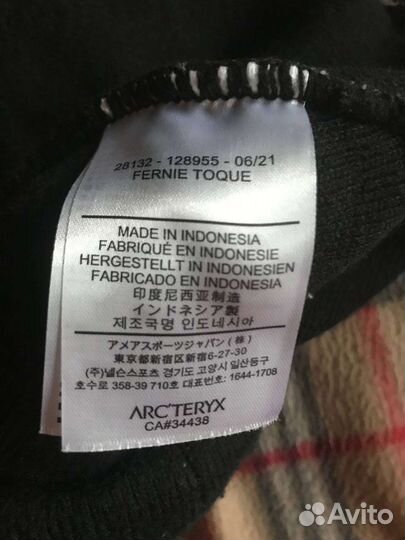 28132 - 128955 - 06/21
FERNIE TOQUE
MADE IN INDONESIA
FABRIQUÉ EN INDONÉSIE
HERGESTELLT IN INDONESIEN
FABRICADO EN INDONESIA
印度尼西亚制造
インドネシア製
제조국명 인도네시아
アメアスポーツジャパン(株)
東京都新宿区新宿6-27-30
(주)넬슨스포츠 경기도 고양시 일산동구
호수로 358-39 710호 대표번호: 1644-1708
ARC'TERYX
CA#34438
Avito